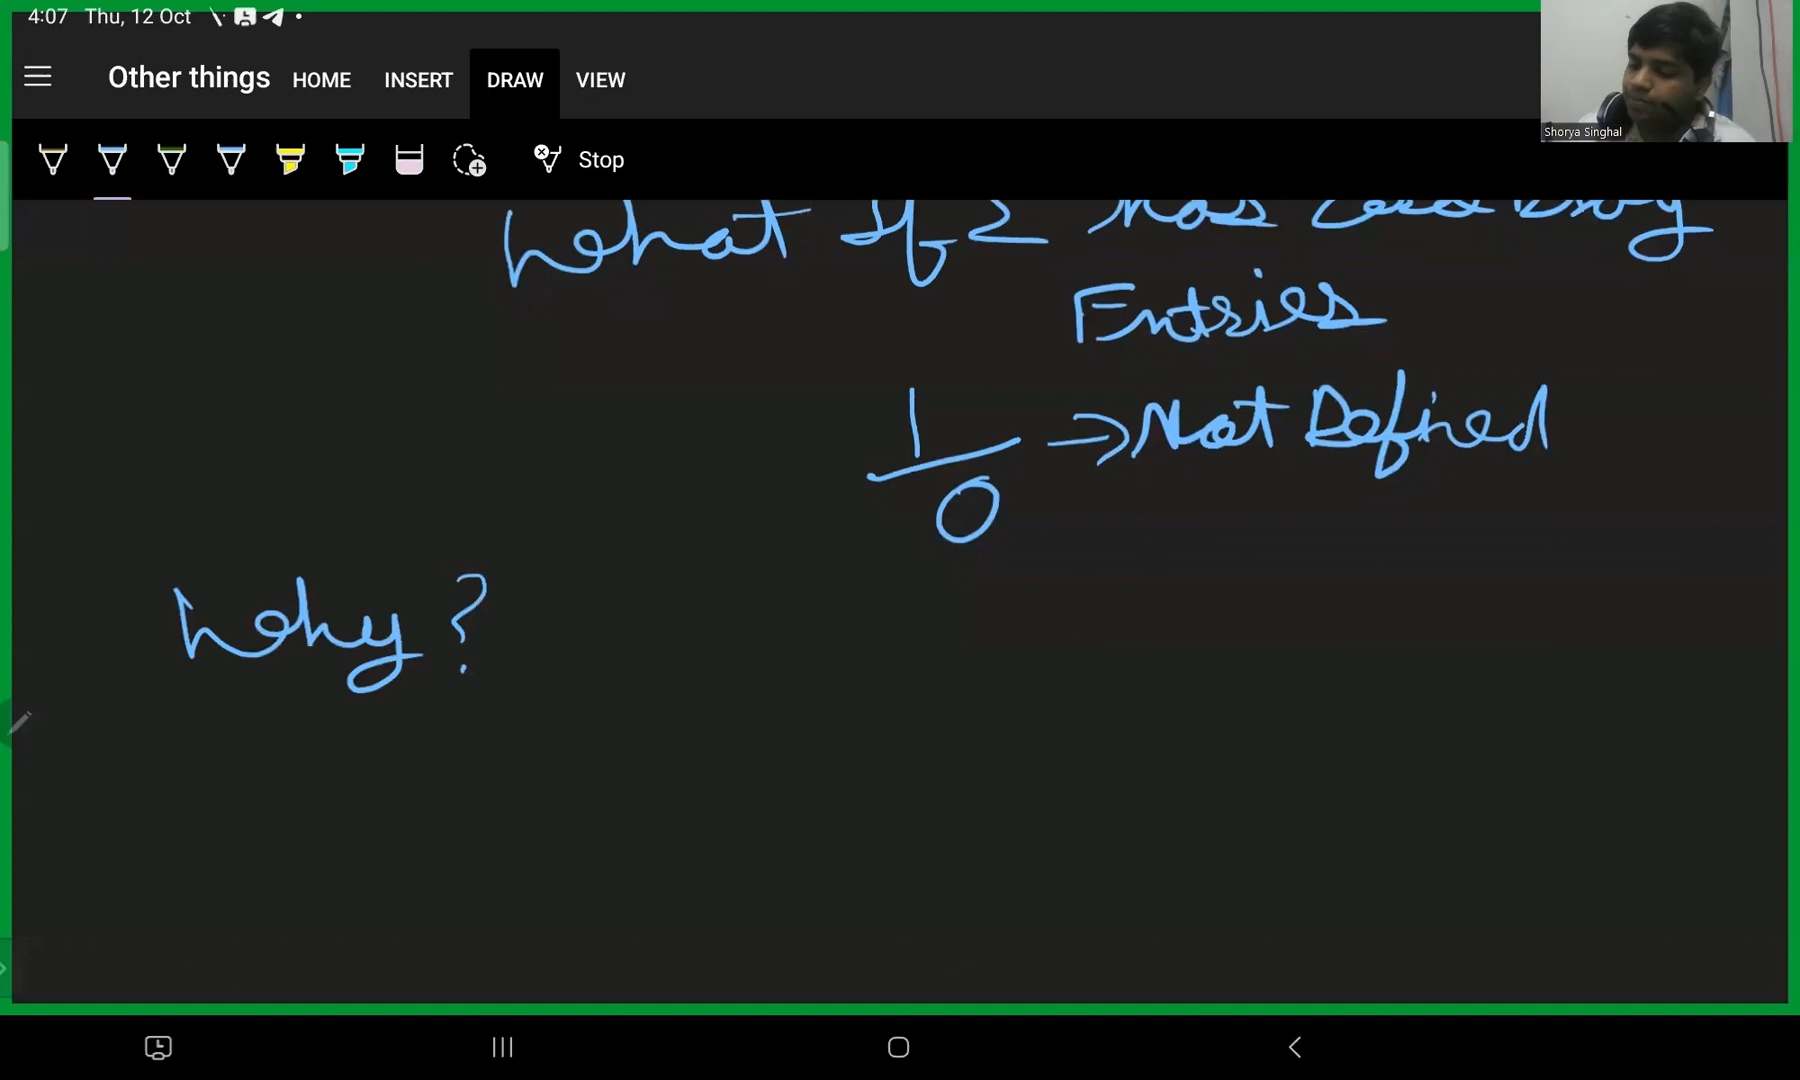 4:07 Thu, 12 Oct
Other things HOME INSERT DRAW VIEW
Shorya Singhal
Stop
What If Σ has
Entries
1/0 → Not Defined
Why?